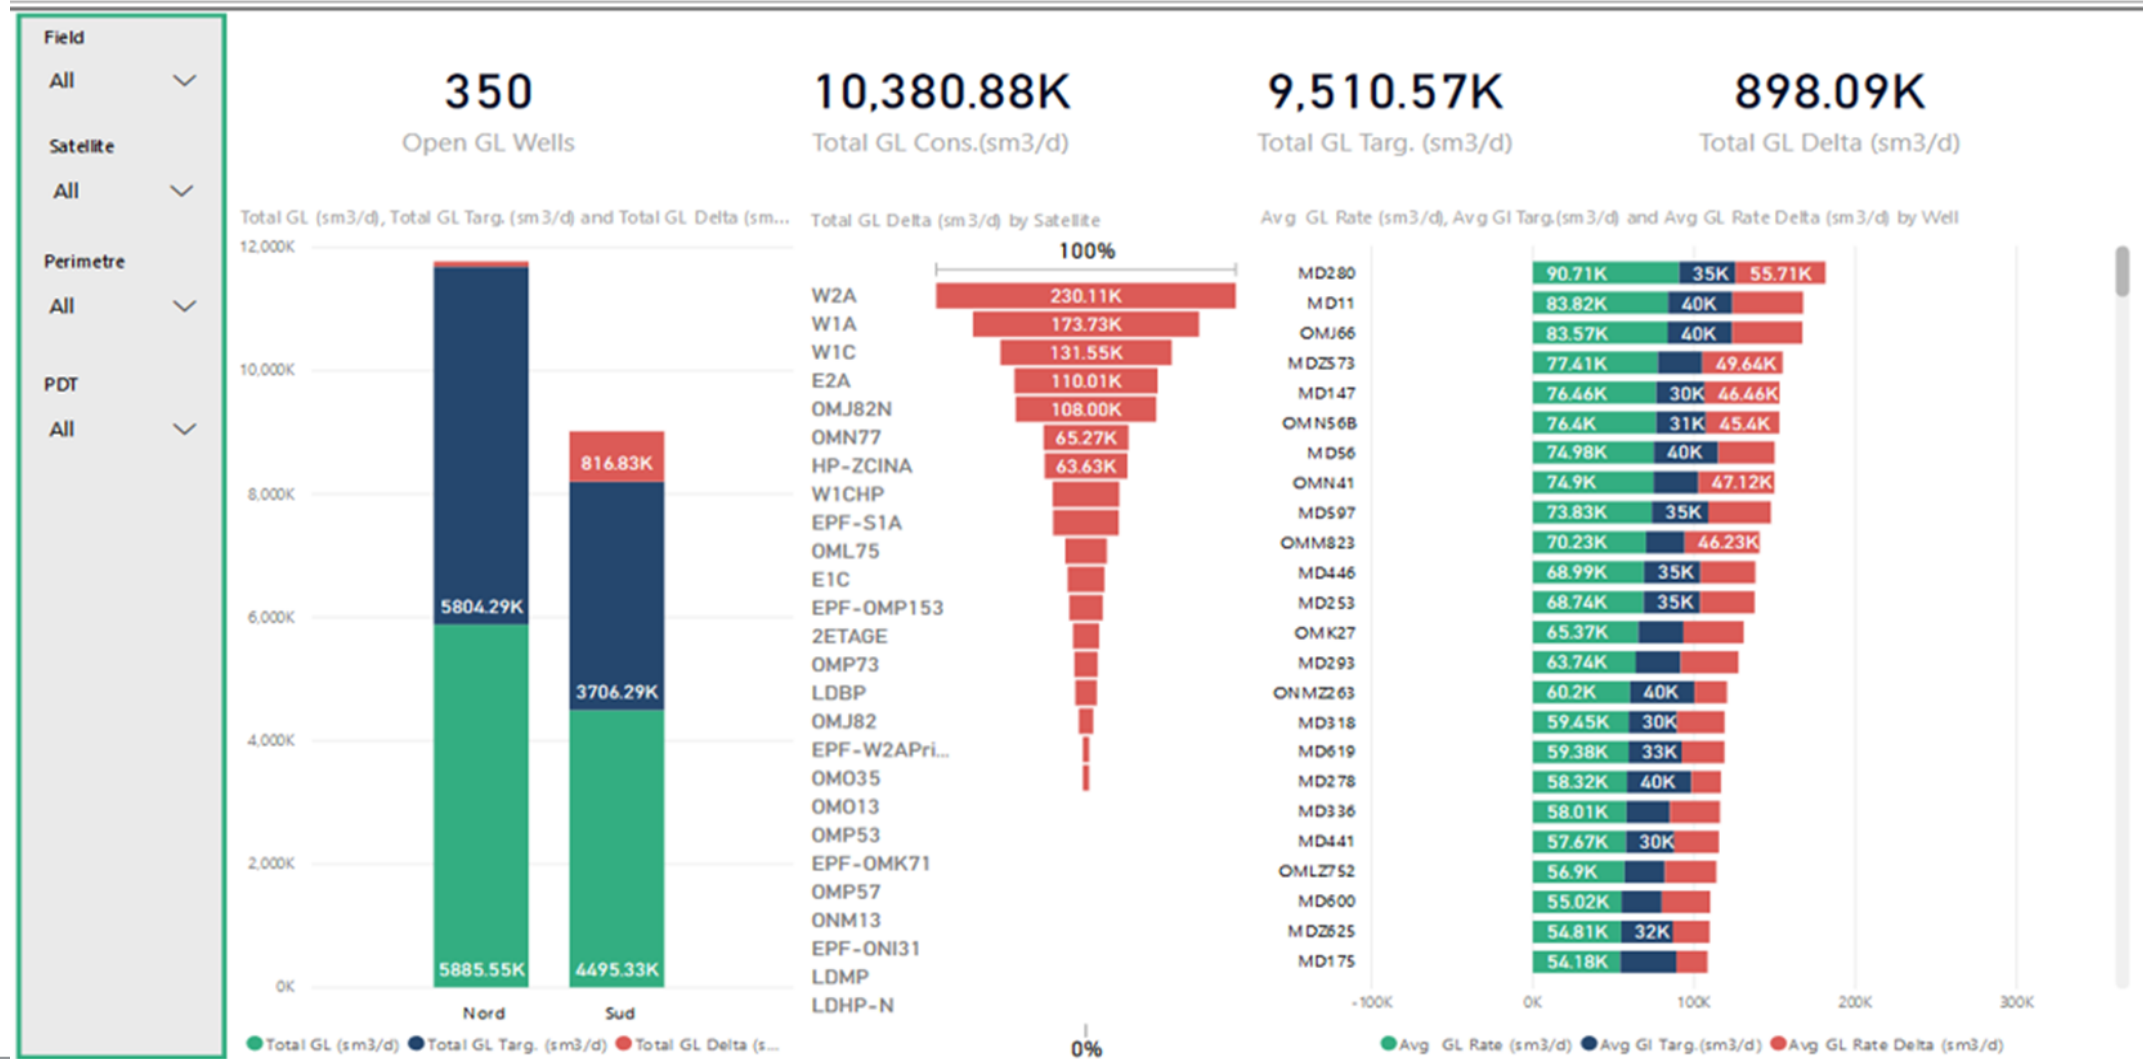 Field
All
Satellite
All
Perimetre
All
PDT
All
350
Open GL Wells
10,380.88K
Total GL Cons.(sm3/d)
9,510.57K
Total GL Targ. (sm3/d)
898.09K
Total GL Delta (sm3/d)
Total GL (sm3/d), Total GL Targ. (sm3/d) and Total GL Delta (sm...
12,000K
10,000K
8,000K
6,000K
4,000K
2,000K
0K
5804.29K
5885.55K
816.83K
3706.29K
4495.33K
Nord
Sud
Total GL (sm3/d) Total GL Targ. (sm3/d) Total GL Delta (s...
Total GL Delta (sm3/d) by Satellite
100%
W2A 230.11K
W1A 173.73K
W1C 131.55K
E2A 110.01K
OMJ82N 108.00K
OMN77 65.27K
HP-ZCINA 63.63K
W1CHP
EPF-S1A
OML75
E1C
EPF-OMP153
2ETAGE
OMP73
LDBP
OMJ82
EPF-W2APri...
OMO35
OMO13
OMP53
EPF-OMK71
OMP57
ONM13
EPF-ONI31
LDMP
LDHP-N
0%
Avg GL Rate (sm3/d), Avg Gl Targ.(sm3/d) and Avg GL Rate Delta (sm3/d) by Well
MD280 90.71K 35K 55.71K
MD11 83.82K 40K
OMJ66 83.57K 40K
MDZ573 77.41K 49.64K
MD147 76.46K 30K 46.46K
OMN56B 76.4K 31K 45.4K
MD56 74.98K 40K
OMN41 74.9K 47.12K
MD597 73.83K 35K
OMM823 70.23K 46.23K
MD446 68.99K 35K
MD253 68.74K 35K
OMK27 65.37K
MD293 63.74K
ONMZ263 60.2K 40K
MD318 59.45K 30K
MD619 59.38K 33K
MD278 58.32K 40K
MD336 58.01K
MD441 57.67K 30K
OMLZ752 56.9K
MD600 55.02K
MDZ625 54.81K 32K
MD175 54.18K
-100K 0K 100K 200K 300K
Avg GL Rate (sm3/d) Avg Gl Targ.(sm3/d) Avg GL Rate Delta (sm3/d)